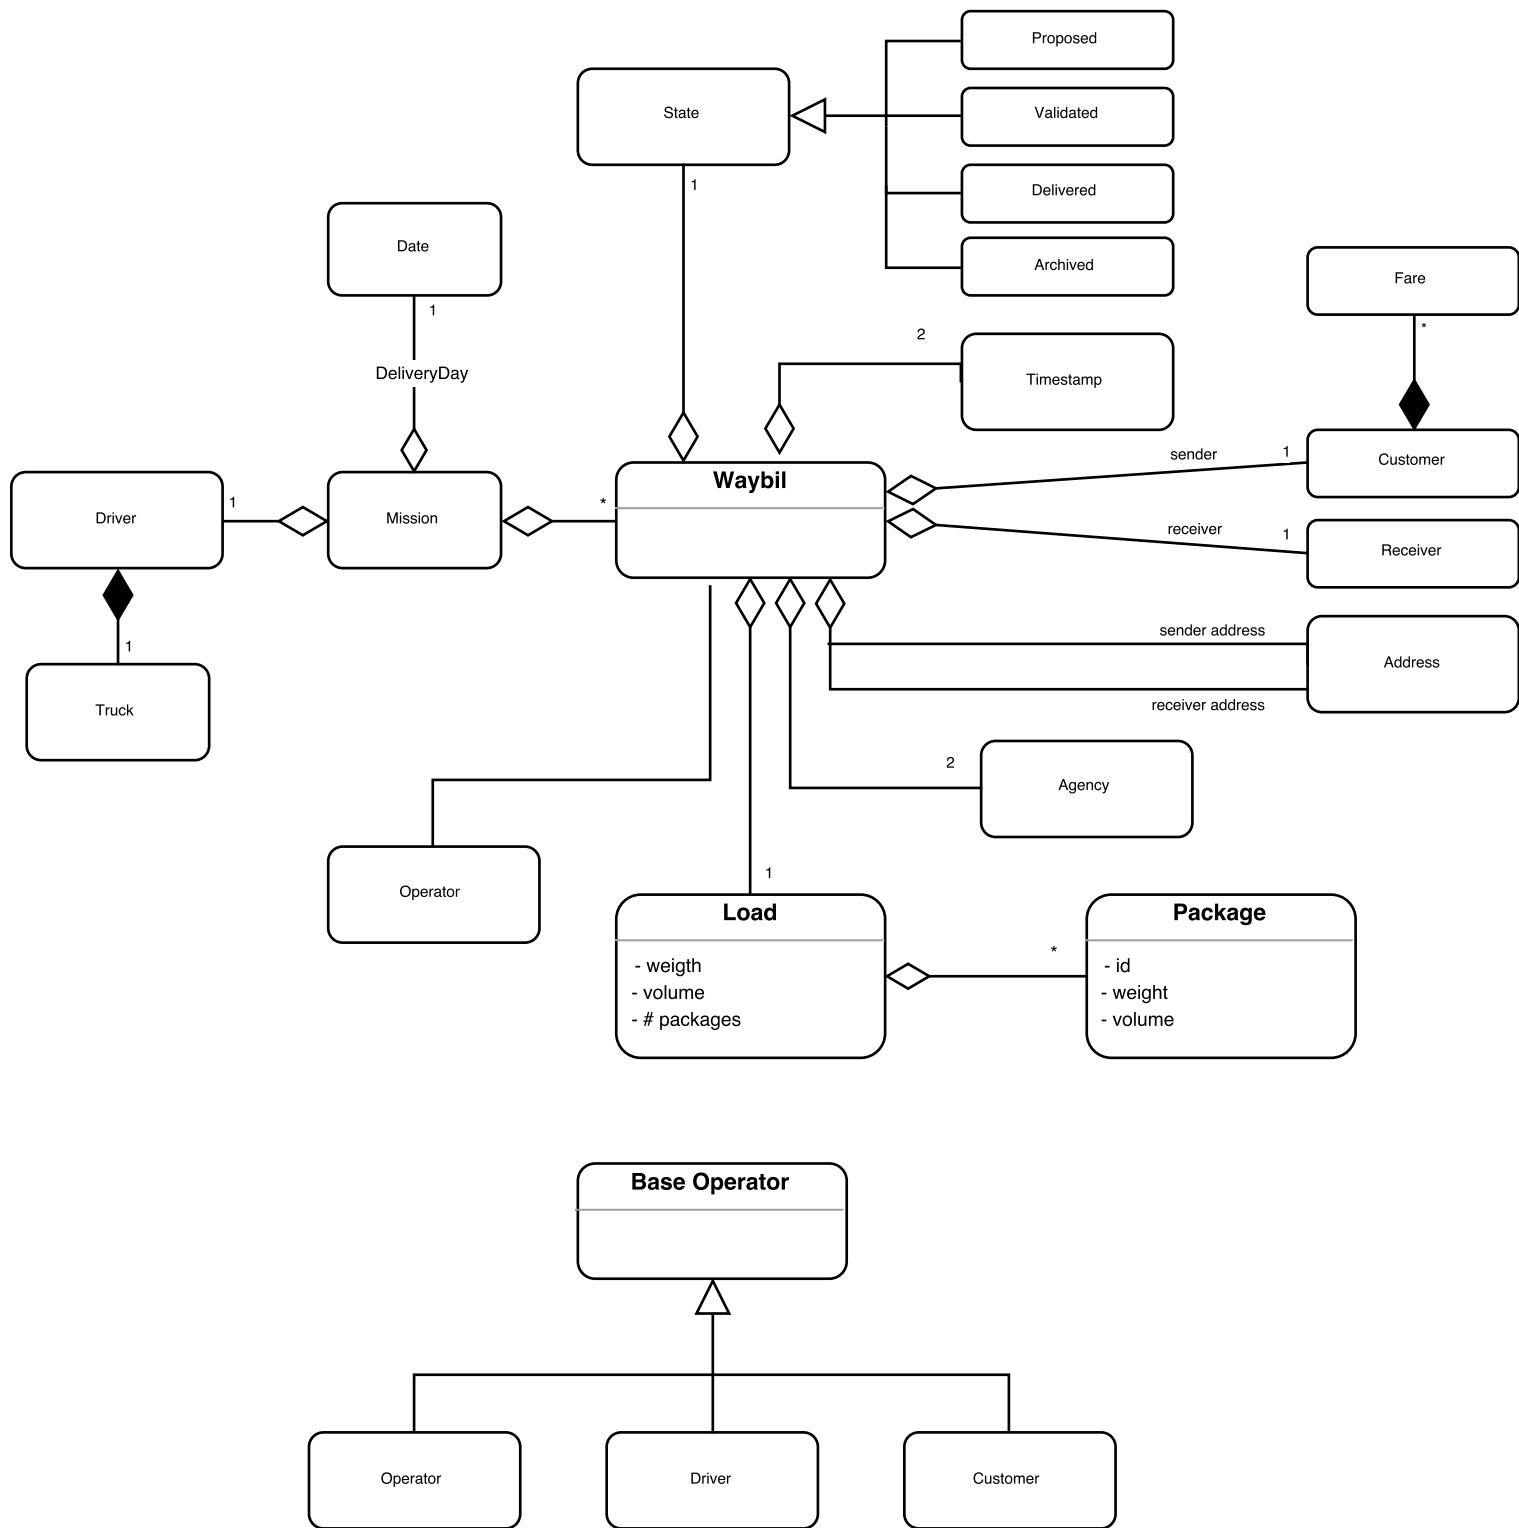 Proposed
State
Validated
1
Delivered
Date
Archived
Fare
1
*
2
DeliveryDay
Timestamp
sender
1
Customer
Waybil
Driver
1
Mission
*
receiver
1
Receiver
1
sender address
Address
Truck
receiver address
2
Agency
1
Operator
Load
Package
*
- weigth
- id
- volume
- weight
- # packages
- volume
Base Operator
Operator
Driver
Customer